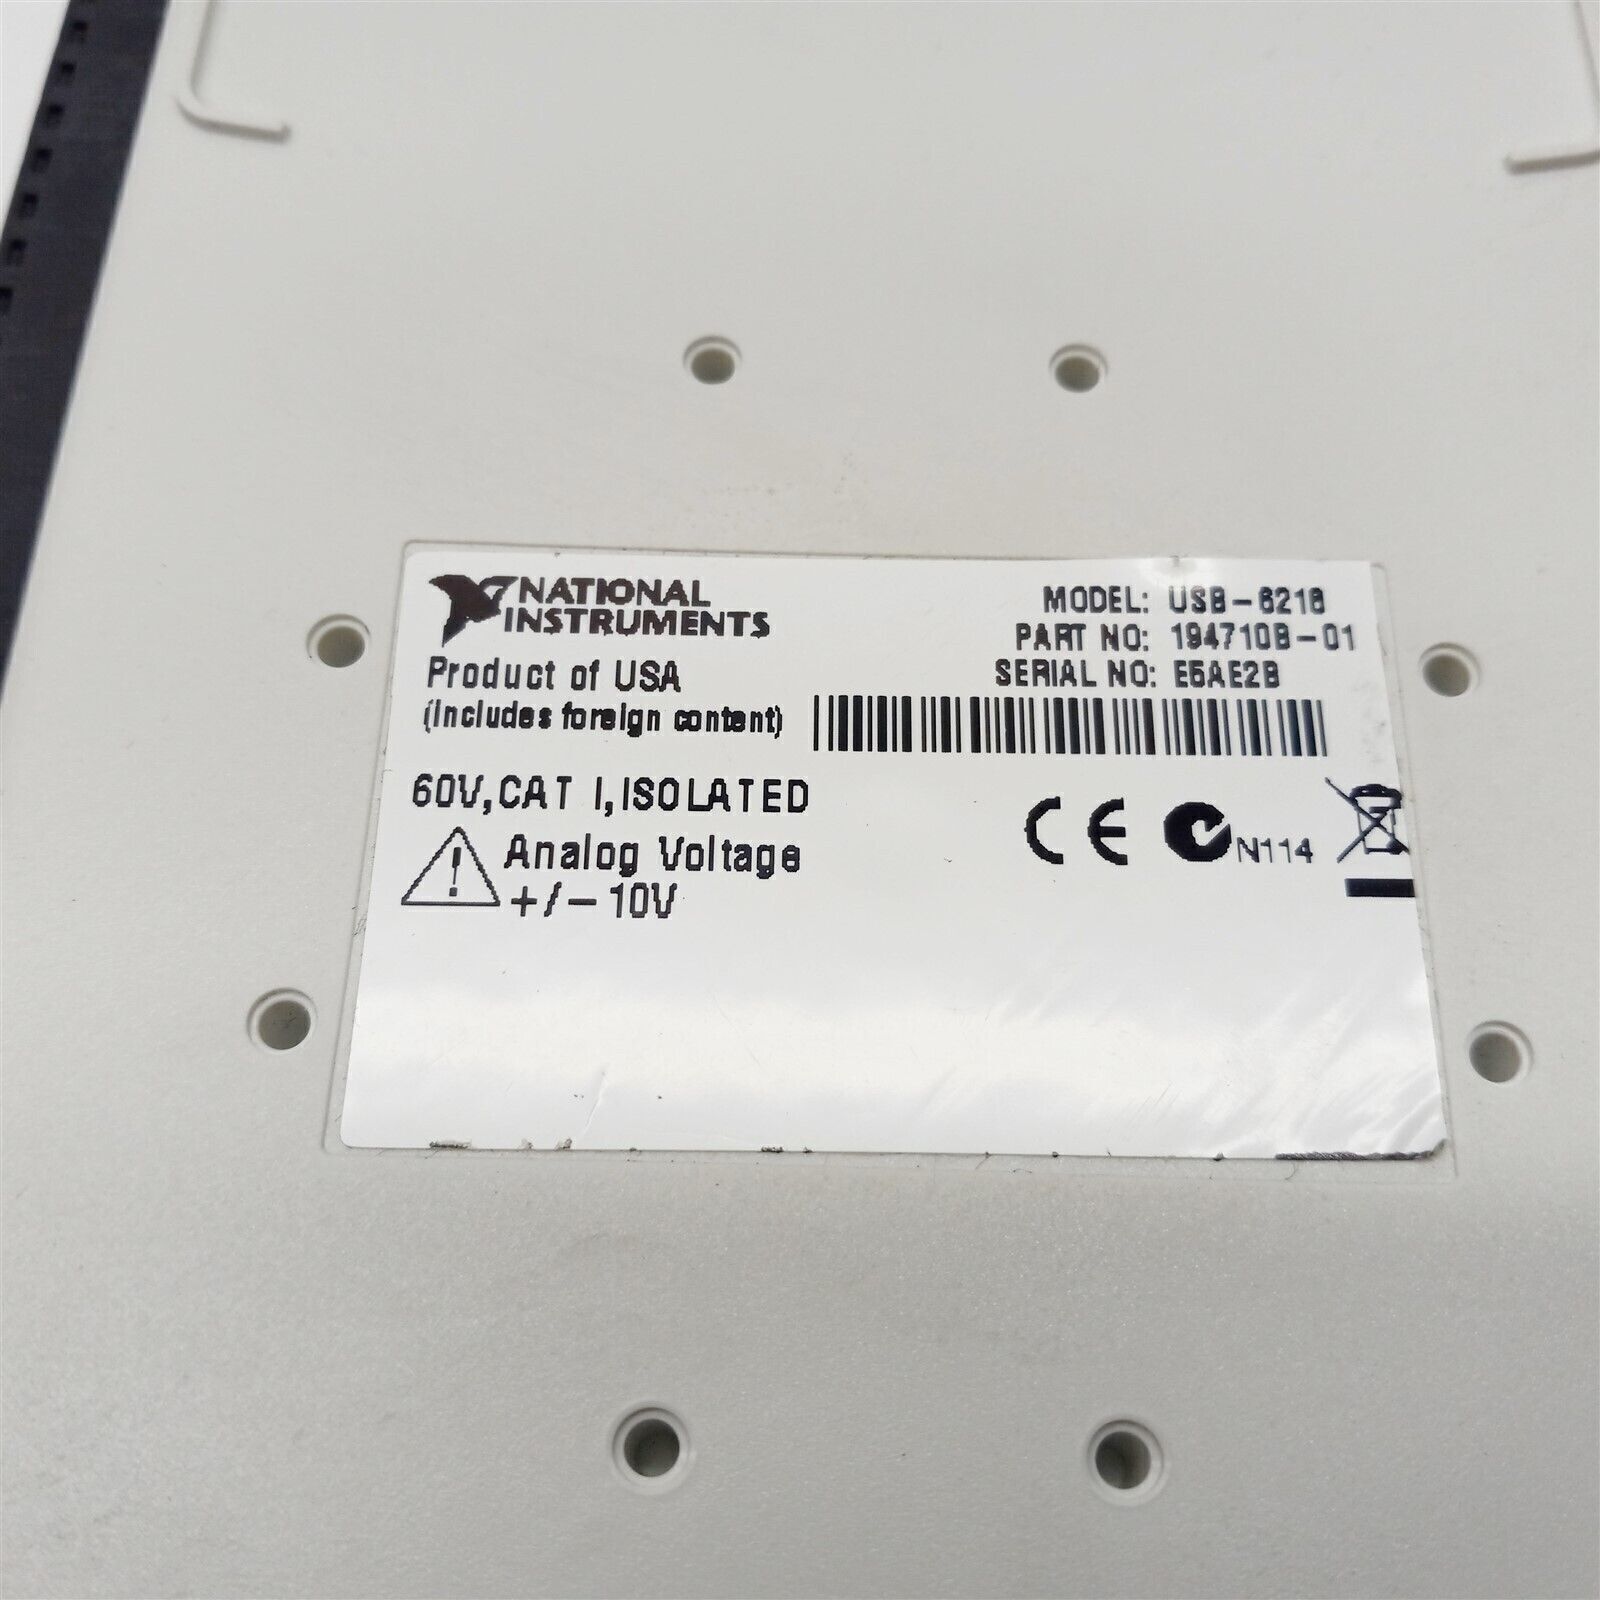 NATIONAL
INSTRUMENTS
Product of USA
(Includes foreign content)
MODEL: USB-6218
PART NO: 194710B-01
SERIAL NO: E5AE2B
60V, CAT I, ISOLATED
Analog Voltage
+/- 10V
CE
N114